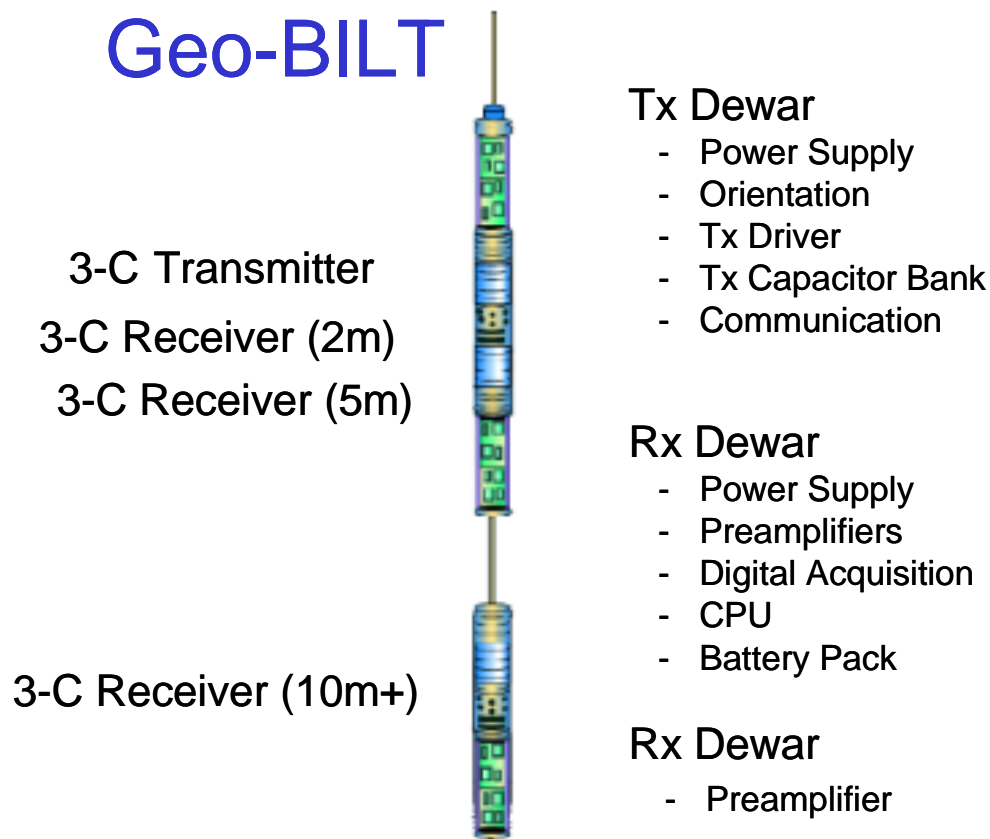 Geo-BILT
3-C Transmitter
3-C Receiver (2m)
3-C Receiver (5m)
3-C Receiver (10m+)
Tx Dewar
- Power Supply
- Orientation
- Tx Driver
- Tx Capacitor Bank
- Communication
Rx Dewar
- Power Supply
- Preamplifiers
- Digital Acquisition
- CPU
- Battery Pack
Rx Dewar
- Preamplifier